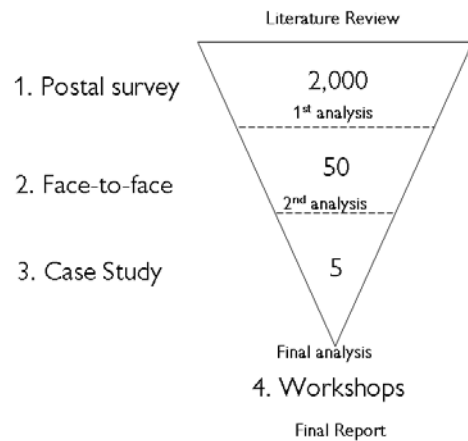 Literature Review
1. Postal survey
2,000
1st analysis
2. Face-to-face
50
2nd analysis
3. Case Study
5
Final analysis
4. Workshops
Final Report